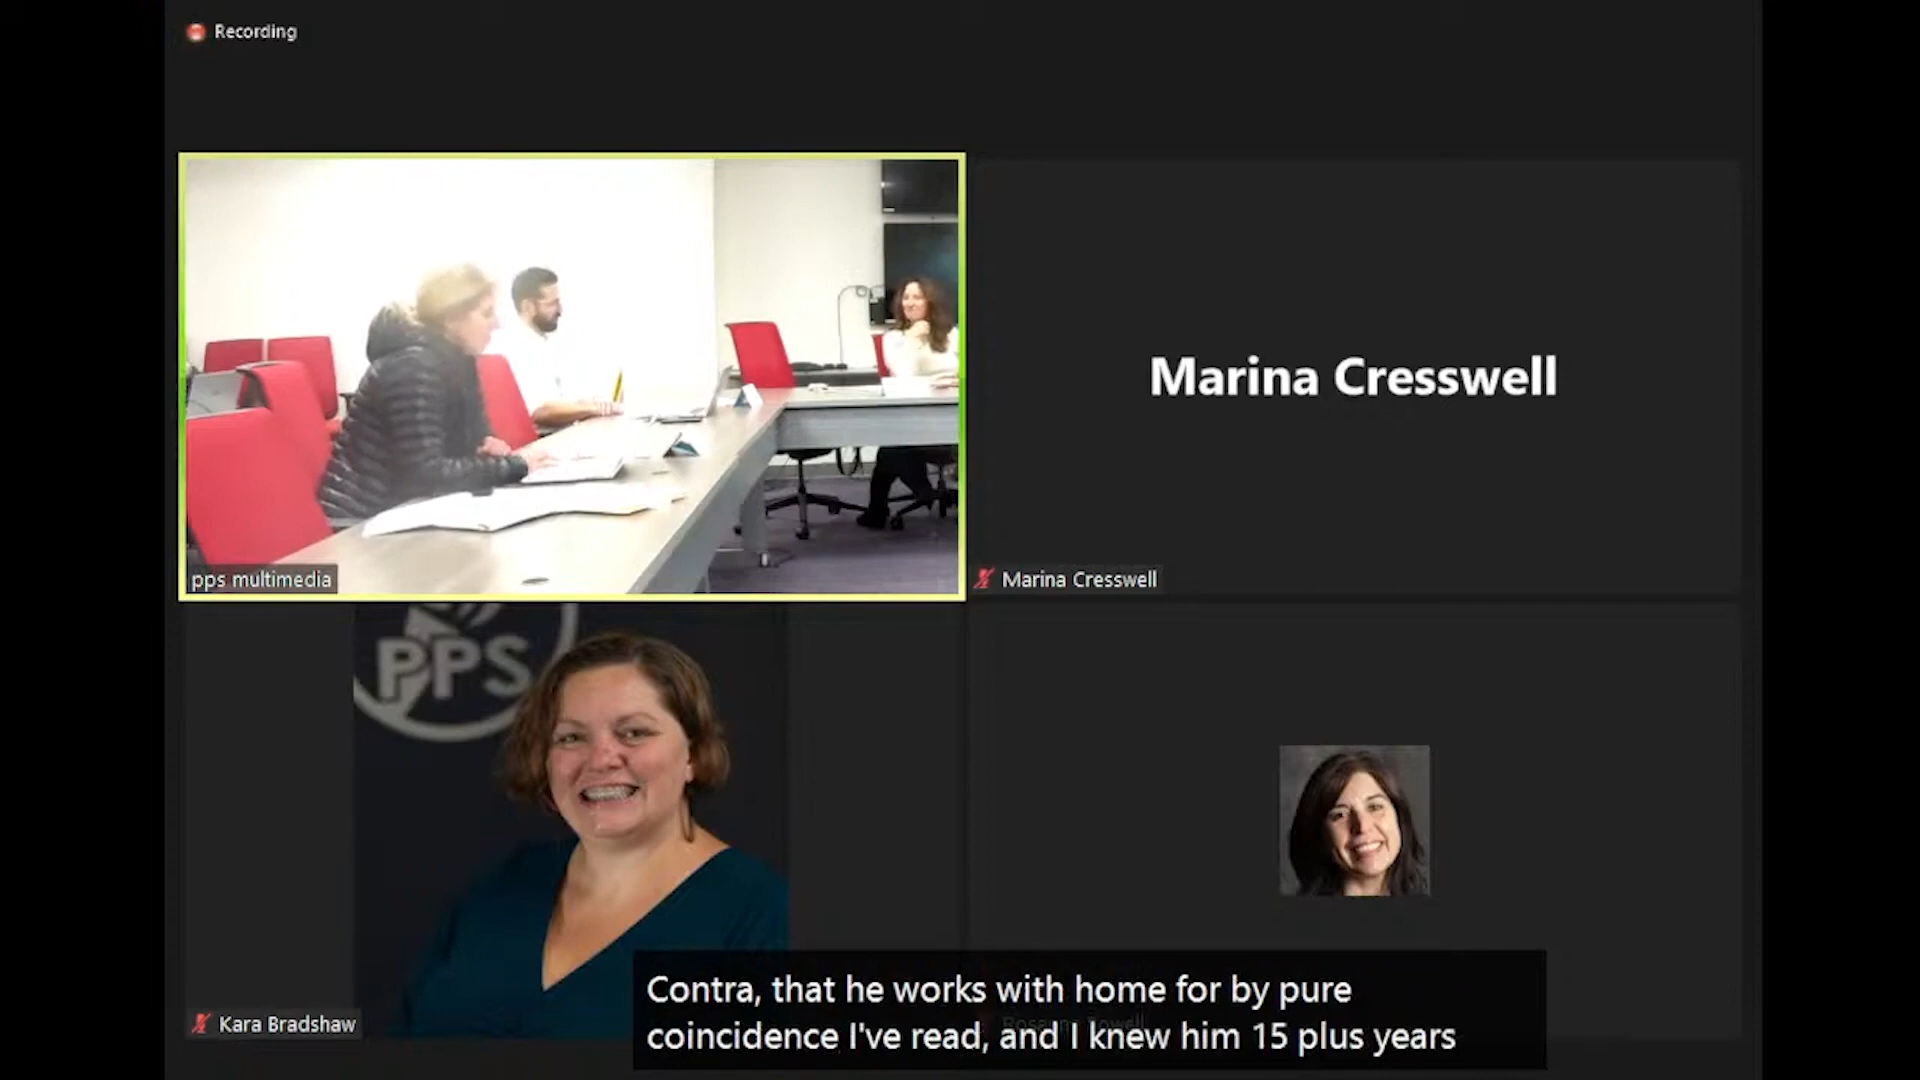 Recording
Marina Cresswell
pps multimedia
Marina Cresswell
PPS
Kara Bradshaw
Contra, that he works with home for by pure
coincidence I've read, and I knew him 15 plus years